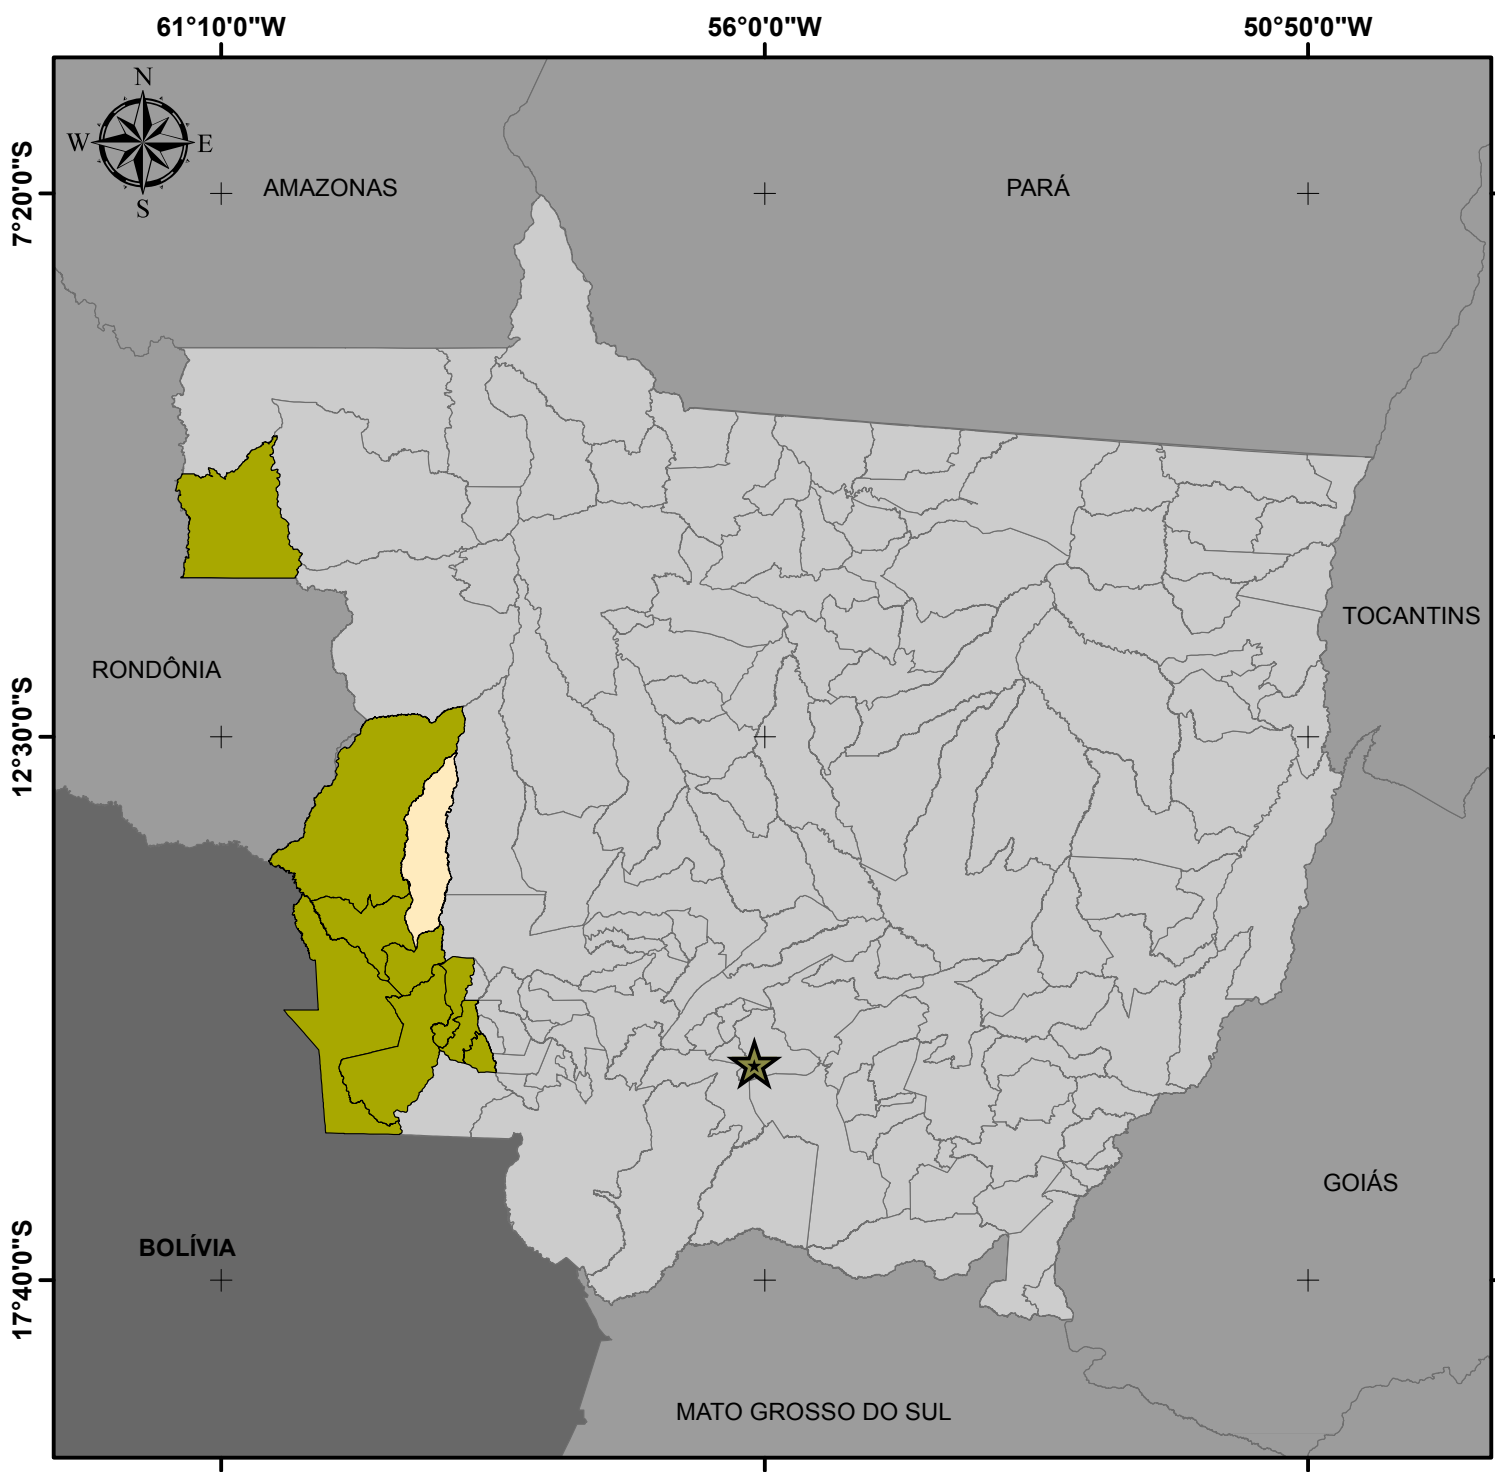 61°10'0"W 56°0'0"W 50°50'0"W
N
W E
S
7°20'0"S
AMAZONAS
PARÁ
TOCANTINS
RONDÔNIA
12°30'0"S
GOIÁS
BOLÍVIA
17°40'0"S
MATO GROSSO DO SUL